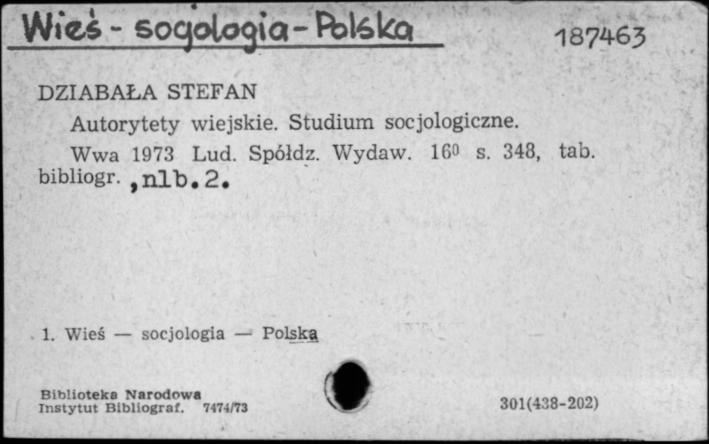 Wieś - socjologia - Polska
187463
DZIABAŁA STEFAN
Autorytety wiejskie. Studium socjologiczne.
Wwa 1973 Lud. Spółdz. Wydaw. 16⁰ s. 348, tab.
bibliogr. , nlb. 2.
1. Wieś — socjologia — Polska
Biblioteka Narodowa
Instytut Bibliograf. 7474/73
301(438-202)